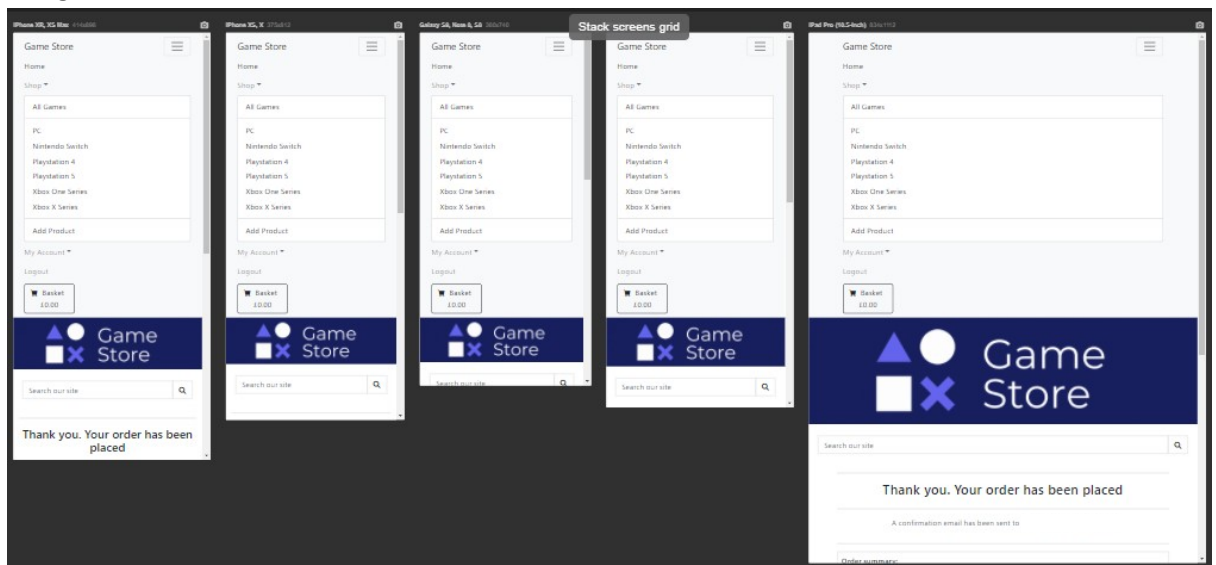 iPhone XR, XS Max 414x896
Game Store
Home
Shop
All Games
PC
Nintendo Switch
Playstation 4
Playstation 5
Xbox One Series
Xbox X Series
Add Product
My Account
Logout
Basket
£0.00
Game
Store
Search our site
Thank you. Your order has been
placed
iPhone XS, X 375x812
Game Store
Home
Shop
All Games
PC
Nintendo Switch
Playstation 4
Playstation 5
Xbox One Series
Xbox X Series
Add Product
My Account
Logout
Basket
£0.00
Game
Store
Search our site
Galaxy S8, Note 8, S9
Game Store
Home
Shop
All Games
PC
Nintendo Switch
Playstation 4
Playstation 5
Xbox One Series
Xbox X Series
Add Product
My Account
Logout
Basket
£0.00
Game
Store
Search our site
Stack screens grid
Game Store
Home
Shop
All Games
PC
Nintendo Switch
Playstation 4
Playstation 5
Xbox One Series
Xbox X Series
Add Product
My Account
Logout
Basket
£0.00
Game
Store
Search our site
iPad Pro (10.5-inch) 834x1112
Game Store
Home
Shop
All Games
PC
Nintendo Switch
Playstation 4
Playstation 5
Xbox One Series
Xbox X Series
Add Product
My Account
Logout
Basket
£0.00
Game
Store
Search our site
Thank you. Your order has been placed
A confirmation email has been sent to
Order summary: